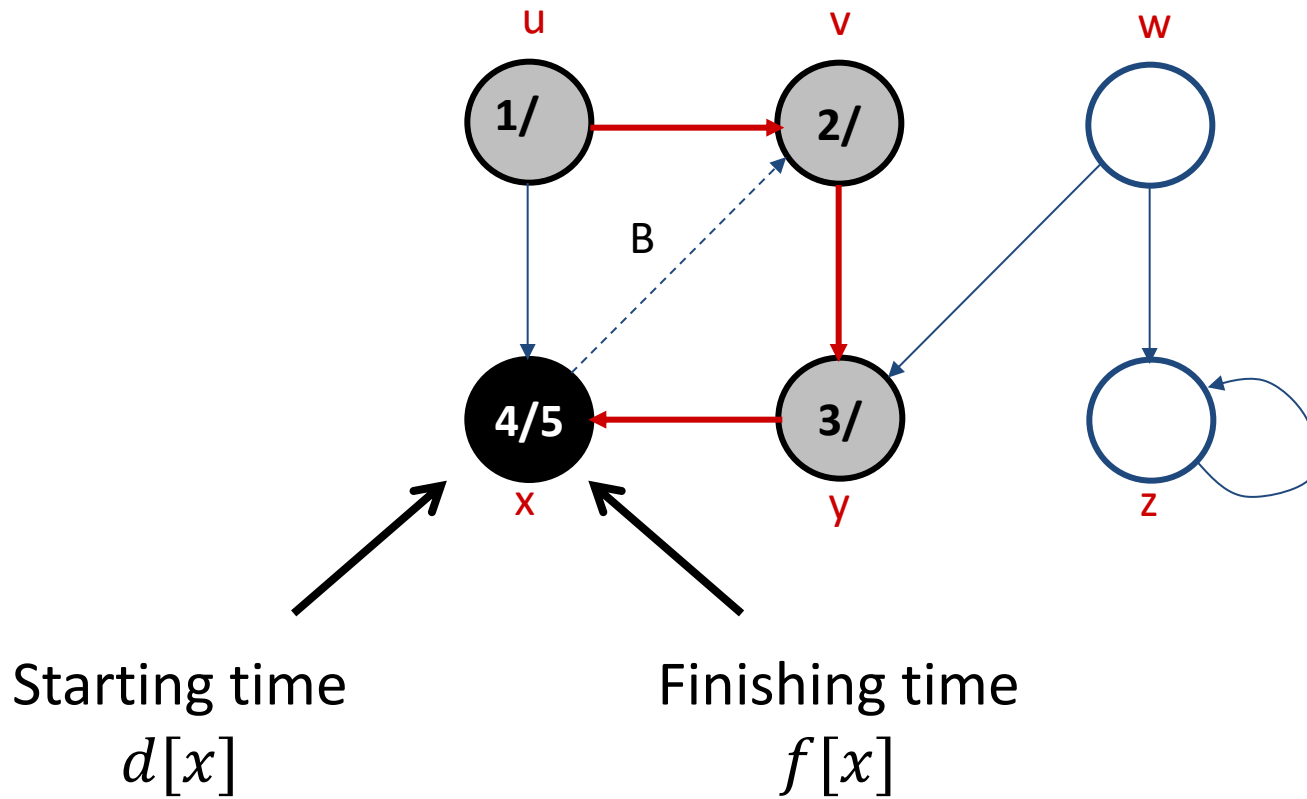 u
v
w
1/
2/
B
4/5
3/
x
y
z
Starting time
d[x]
Finishing time
f[x]